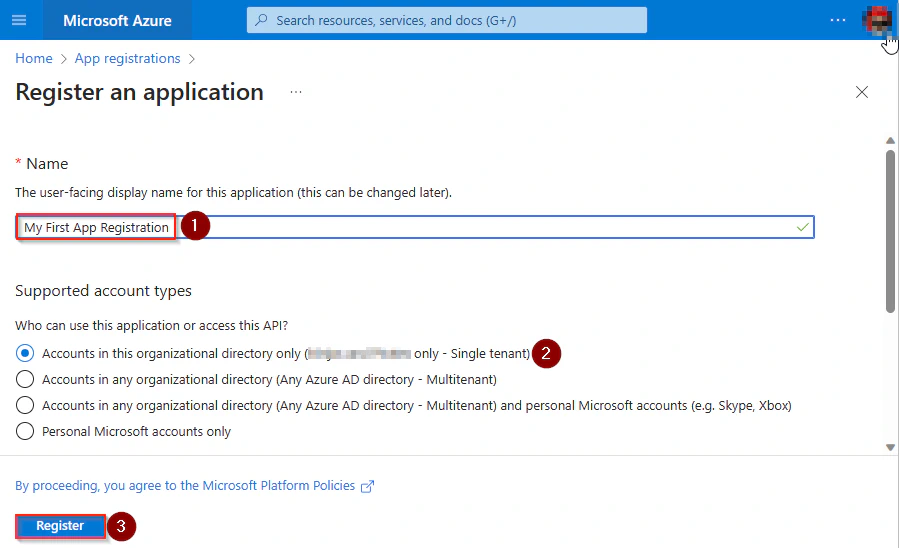 Microsoft Azure
Search resources, services, and docs (G+/)
...
Home > App registrations >
Register an application ...
* Name
The user-facing display name for this application (this can be changed later).
My First App Registration 1
Supported account types
Who can use this application or access this API?
Accounts in this organizational directory only ( only - Single tenant) 2
Accounts in any organizational directory (Any Azure AD directory - Multitenant)
Accounts in any organizational directory (Any Azure AD directory - Multitenant) and personal Microsoft accounts (e.g. Skype, Xbox)
Personal Microsoft accounts only
By proceeding, you agree to the Microsoft Platform Policies
Register 3